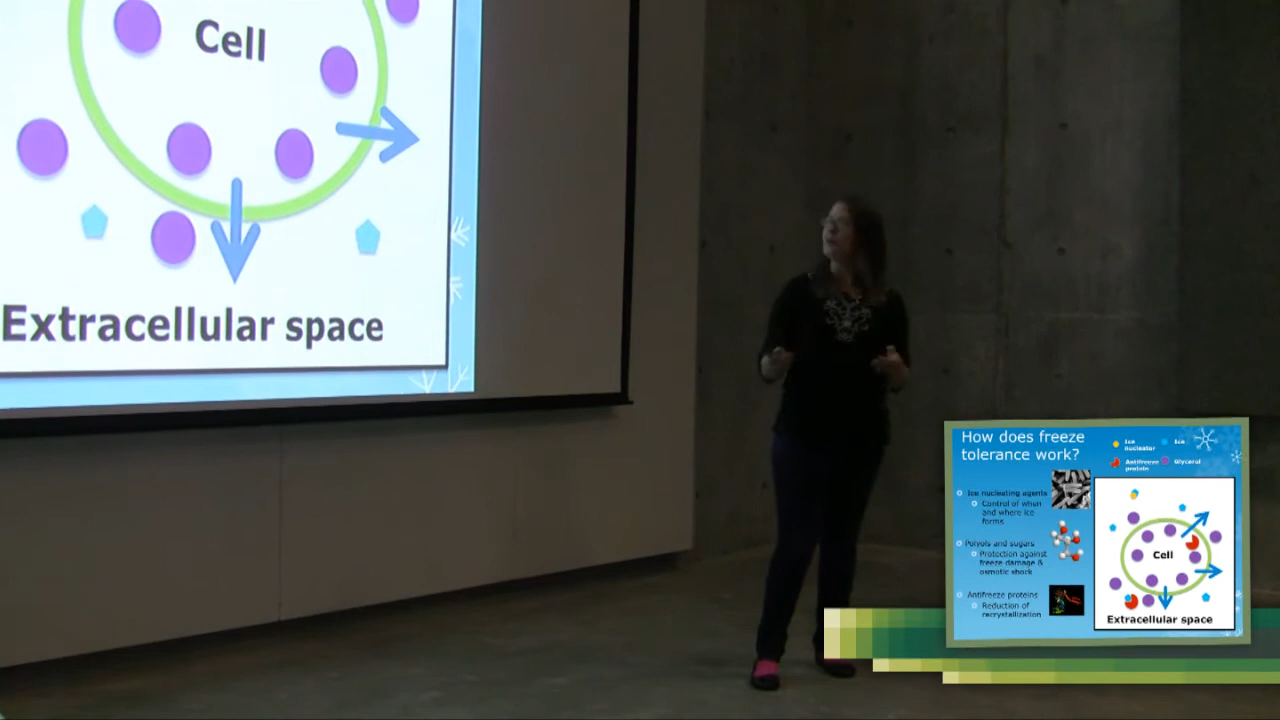 Cell
Extracellular space
How does freeze
tolerance work?
Ice
nucleator
Ice
Antifreeze
protein
Glycerol
Ice nucleating agents
Control of when
and where ice
forms
Polyols and sugars
Protection against
freeze damage &
osmotic shock
Antifreeze proteins
Reduction of
recrystallization
Cell
Extracellular space